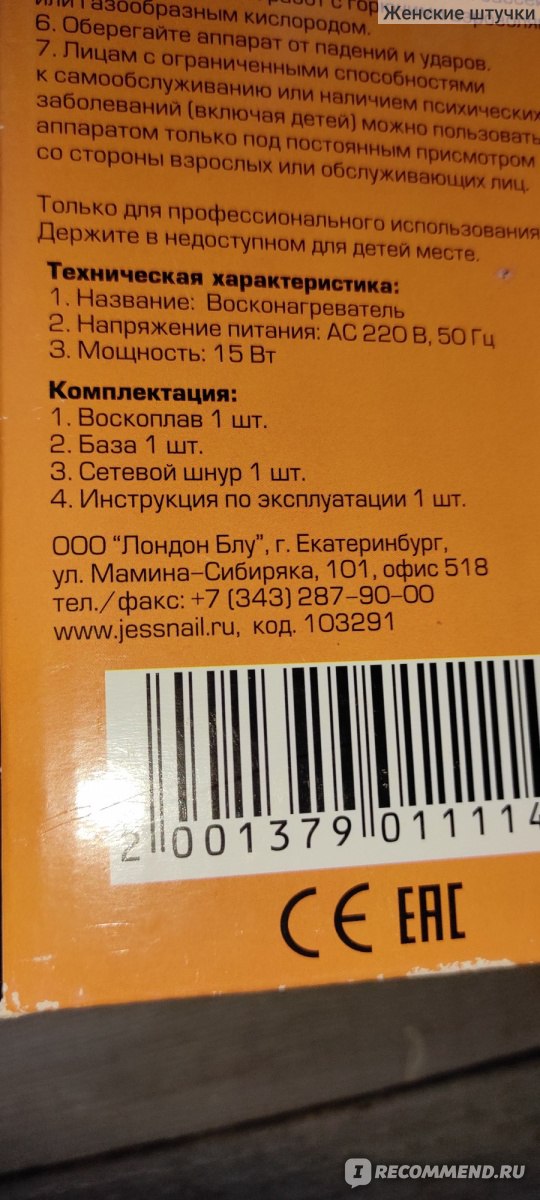 Женские штучки
или газообразным кислородом.
6. Оберегайте аппарат от падений и ударов.
7. Лицам с ограниченными способностями
к самообслуживанию или наличием психических
заболеваний (включая детей) можно пользовать
аппаратом только под постоянным присмотром
со стороны взрослых или обслуживающих лиц.
Только для профессионального использования
Держите в недоступном для детей месте.
Техническая характеристика:
1. Название: Восконагреватель
2. Напряжение питания: AC 220 В, 50 Гц
3. Мощность: 15 Вт
Комплектация:
1. Воскоплав 1 шт.
2. База 1 шт.
3. Сетевой шнур 1 шт.
4. Инструкция по эксплуатации 1 шт.
ООО "Лондон Блу", г. Екатеринбург,
ул. Мамина-Сибиряка, 101, офис 518
тел./факс: +7 (343) 287-90-00
www.jessnail.ru, код. 103291
2 001379 011114
CE EAC
IRECOMMEND.RU